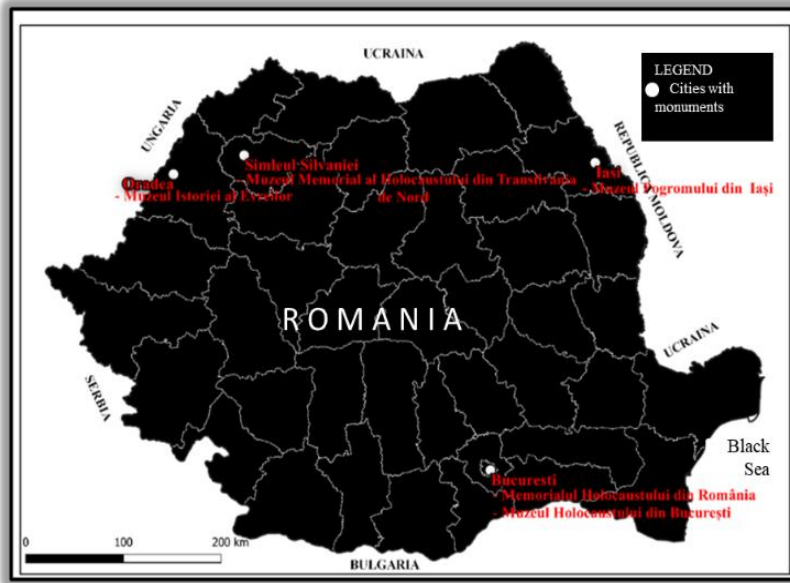 UCRAINA
LEGEND
Cities with
monuments
UNGARIA
REPUBLICA MOLDOVA
Simleul Silvaniei
- Muzeul Memorial al Holocaustului din Transilvania
de Nord
Oradea
- Muzeul Istoriei al Evreilor
Iasi
- Muzeul Pogromului din Iași
ROMANIA
UCRAINA
SERBIA
Black
Sea
Bucuresti
- Memorialul Holocaustului din România
- Muzeul Holocaustului din București
0 100 200 km
BULGARIA